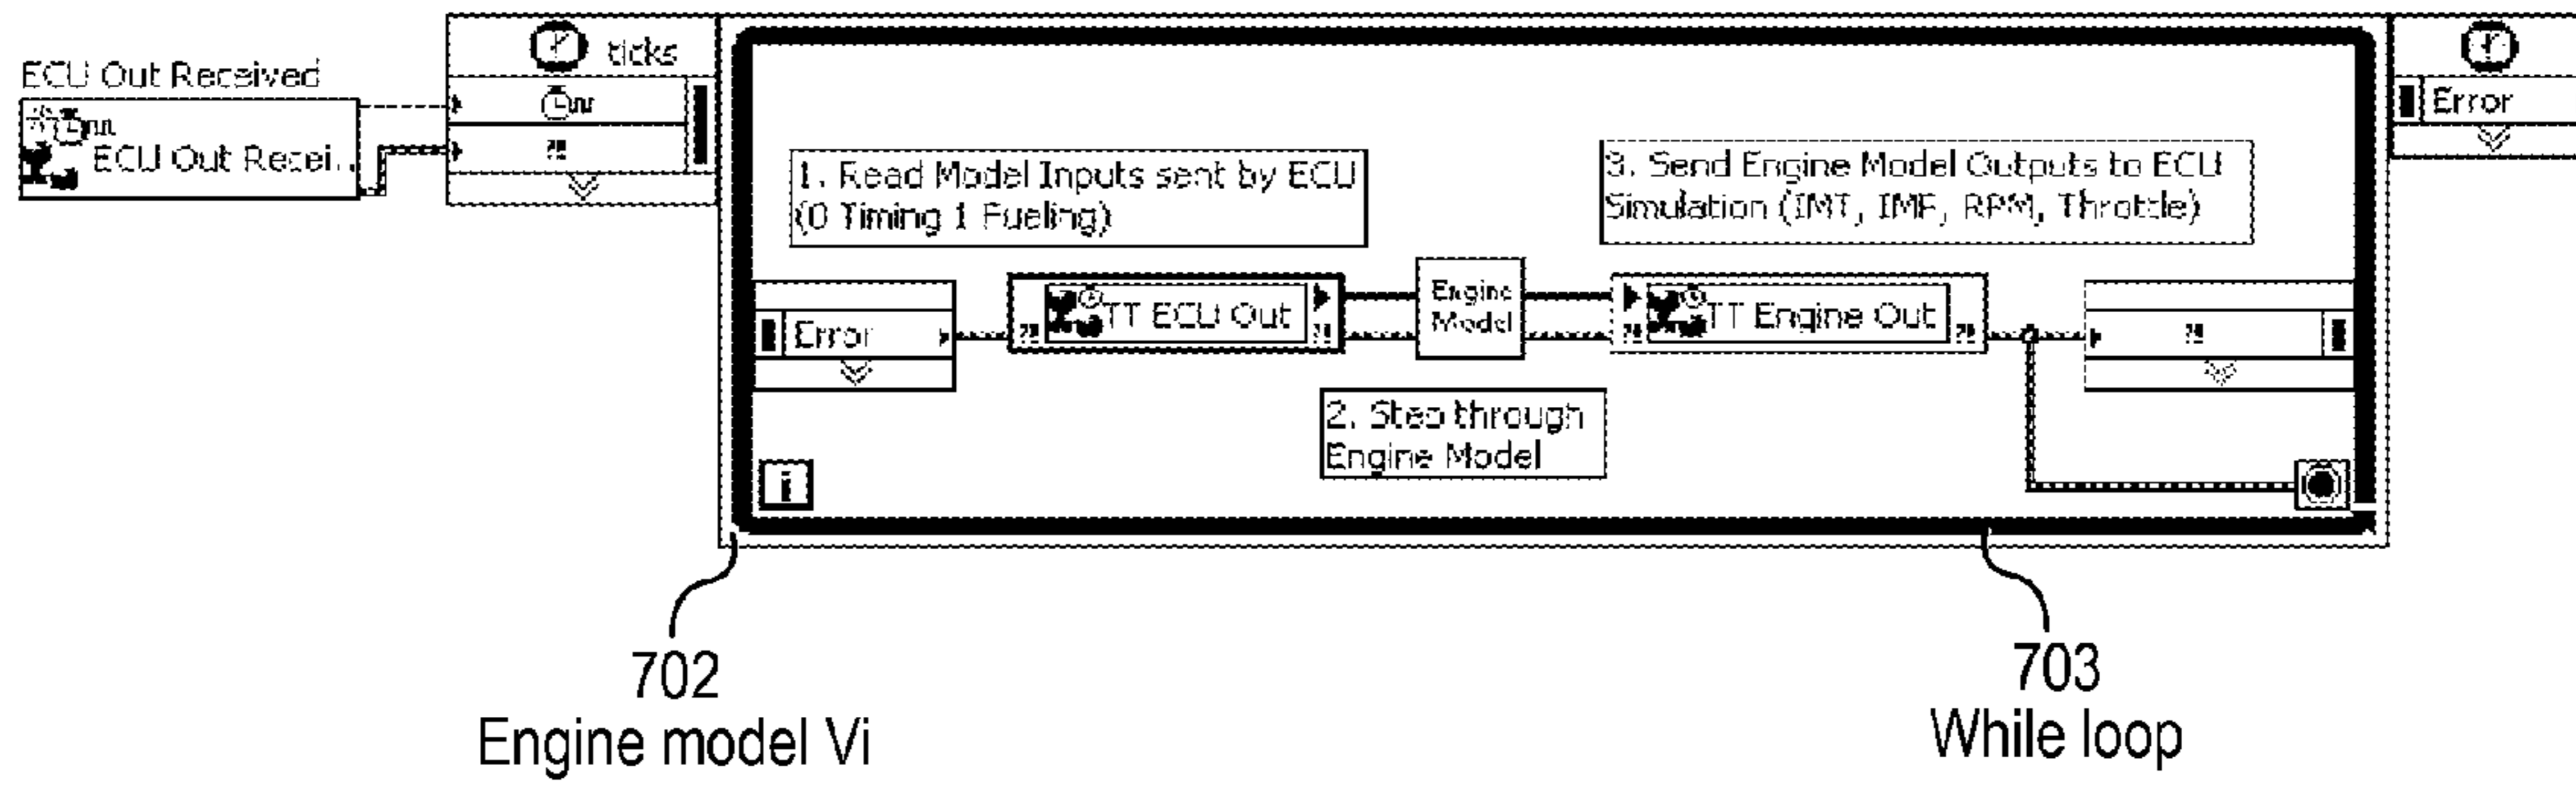 ticks
ECU Out Received
ECU Out Recei..
Error
1. Read Model Inputs sent by ECU
(0 Timing 1 Fueling)
3. Send Engine Model Outputs to ECU
Simulation (IMT, IMF, RPM, Throttle)
Error
TT ECU Out
Engine
Model
TT Engine Out
2. Step through
Engine Model
i
702
Engine model Vi
703
While loop